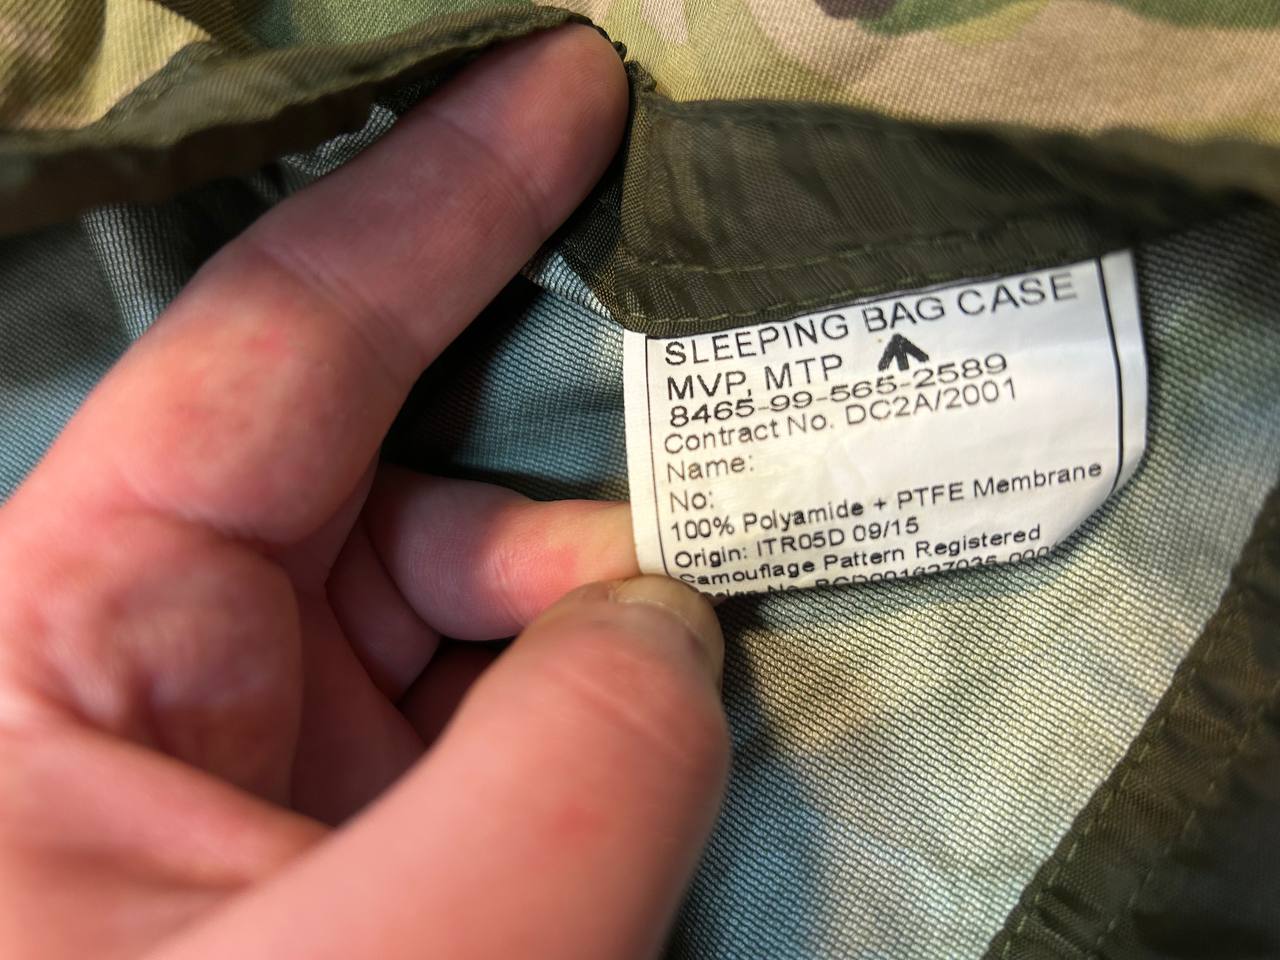 SLEEPING BAG CASE
MVP, MTP
8465-99-565-2589
Contract No. DC2A/2001
Name:
No:
100% Polyamide + PTFE Membrane
Origin: ITR05D 09/15
Camouflage Pattern Registered
No.